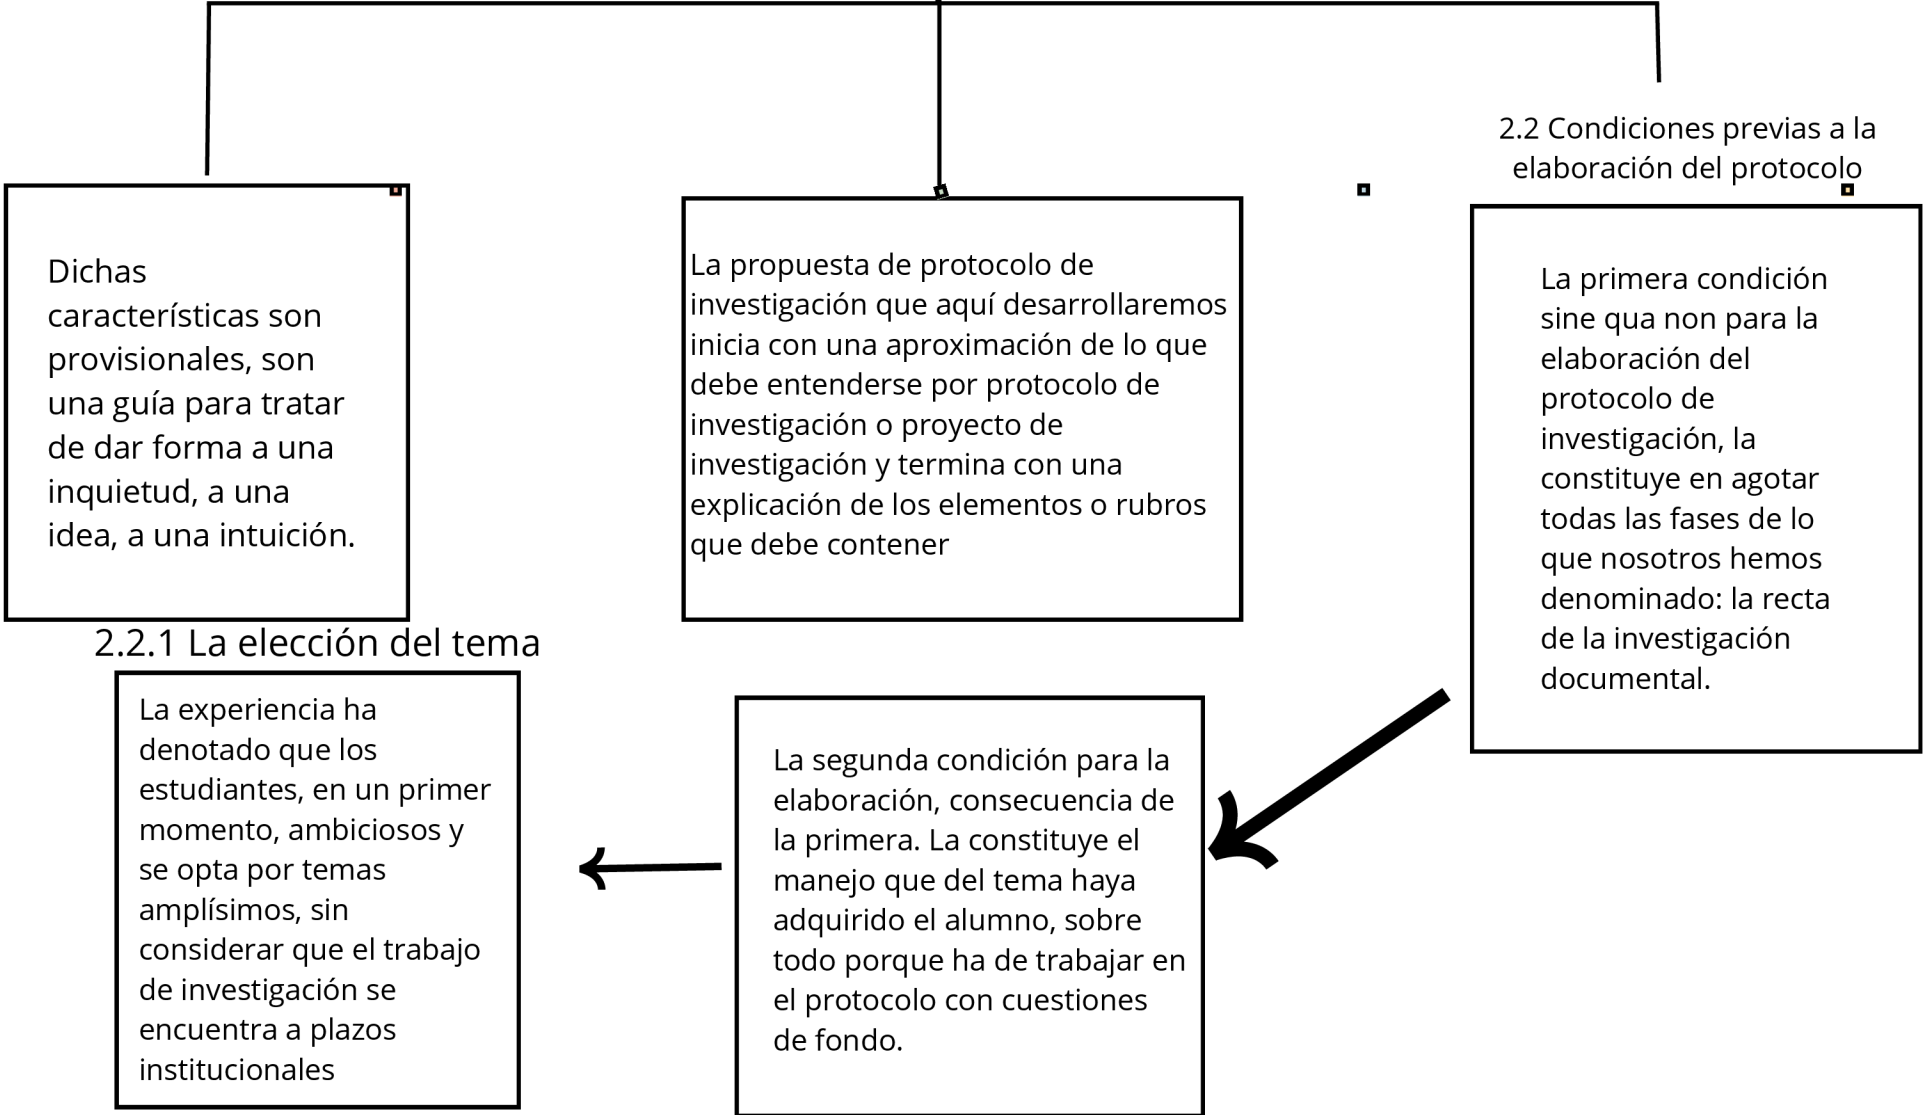 Dichas
características son
provisionales, son
una guía para tratar
de dar forma a una
inquietud, a una
idea, a una intuición.
La propuesta de protocolo de
investigación que aquí desarrollaremos
inicia con una aproximación de lo que
debe entenderse por protocolo de
investigación o proyecto de
investigación y termina con una
explicación de los elementos o rubros
que debe contener
2.2 Condiciones previas a la
elaboración del protocolo
La primera condición
sine qua non para la
elaboración del
protocolo de
investigación, la
constituye en agotar
todas las fases de lo
que nosotros hemos
denominado: la recta
de la investigación
documental.
La segunda condición para la
elaboración, consecuencia de
la primera. La constituye el
manejo que del tema haya
adquirido el alumno, sobre
todo porque ha de trabajar en
el protocolo con cuestiones
de fondo.
2.2.1 La elección del tema
La experiencia ha
denotado que los
estudiantes, en un primer
momento, ambiciosos y
se opta por temas
amplísimos, sin
considerar que el trabajo
de investigación se
encuentra a plazos
institucionales